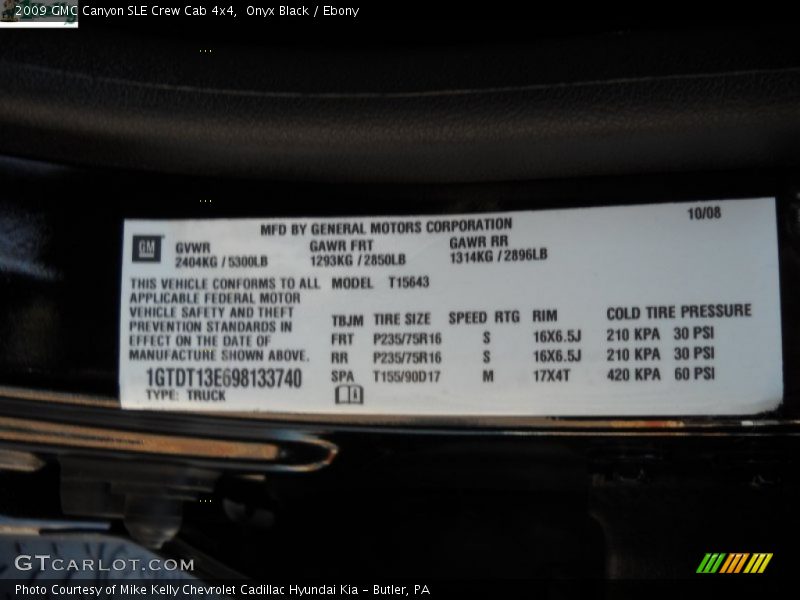 2009 GMC Canyon SLE Crew Cab 4x4, Onyx Black / Ebony
MFD BY GENERAL MOTORS CORPORATION 10/08
GM
GVWR GAWR FRT GAWR RR
2404KG / 5300LB 1293KG / 2850LB 1314KG / 2896LB
THIS VEHICLE CONFORMS TO ALL
APPLICABLE FEDERAL MOTOR
VEHICLE SAFETY AND THEFT
PREVENTION STANDARDS IN
EFFECT ON THE DATE OF
MANUFACTURE SHOWN ABOVE.
1GTDT13E698133740
TYPE: TRUCK
MODEL T15643
TBJM TIRE SIZE SPEED RTG RIM COLD TIRE PRESSURE
FRT P235/75R16 S 16X6.5J 210 KPA 30 PSI
RR P235/75R16 S 16X6.5J 210 KPA 30 PSI
SPA T155/90D17 M 17X4T 420 KPA 60 PSI
GTCARLOT.COM
Photo Courtesy of Mike Kelly Chevrolet Cadillac Hyundai Kia - Butler, PA